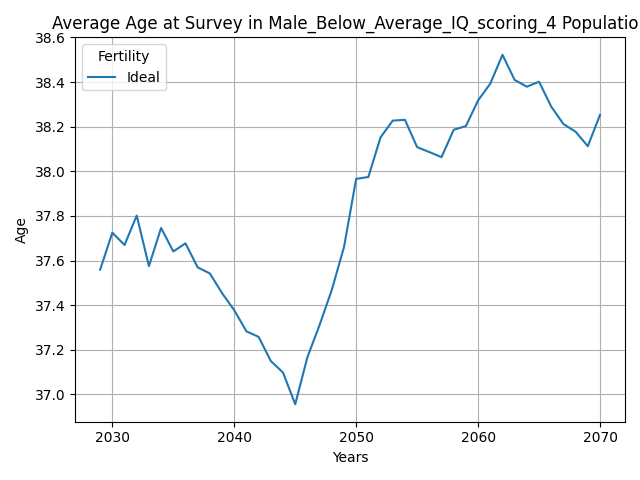 Average Age at Survey in Male_Below_Average_IQ_scoring_4 Populatio
38.6
38.4
38.2
38.0
37.8
37.6
37.4
37.2
37.0
Age
Fertility
Ideal
2030 2040 2050 2060 2070
Years